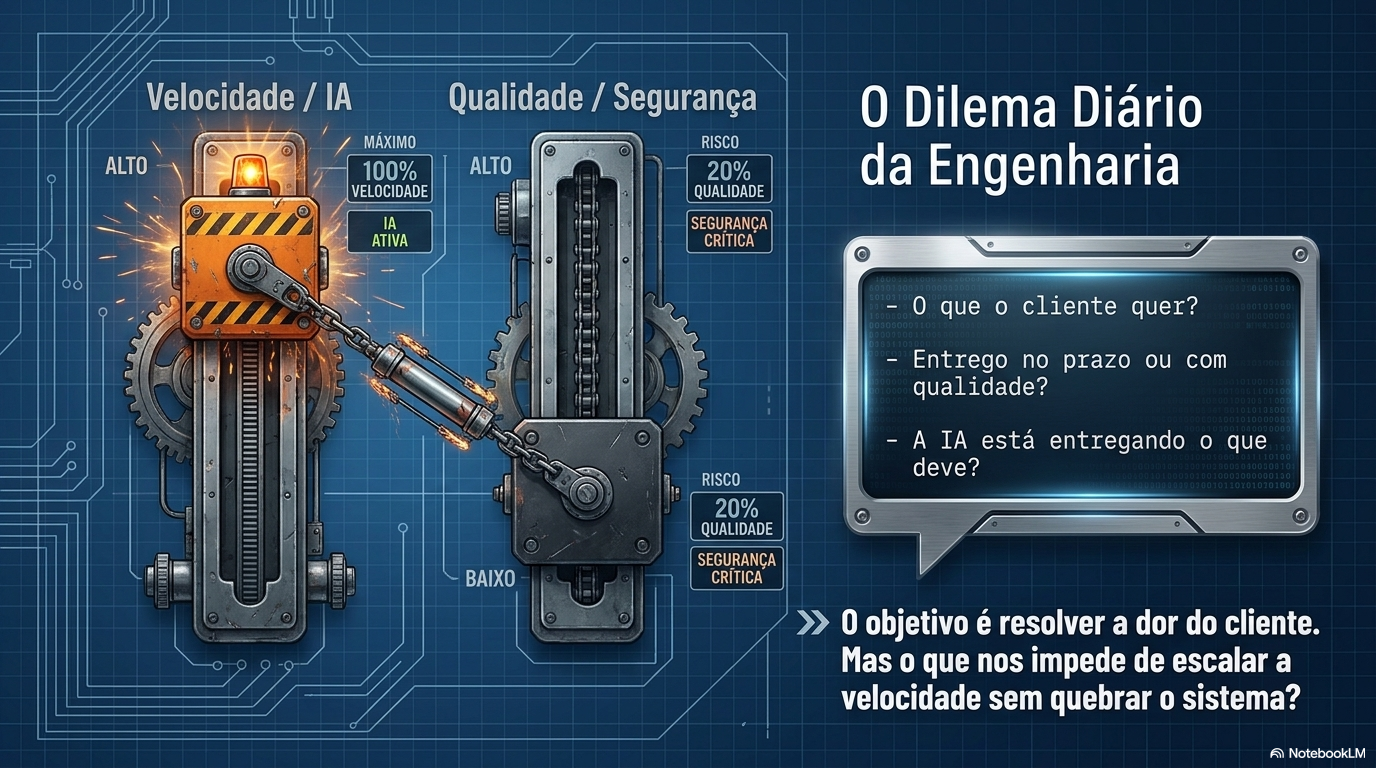 Velocidade / IA
ALTO
MÁXIMO
100%
VELOCIDADE
IA
ATIVA
Qualidade / Segurança
ALTO
RISCO
20%
QUALIDADE
SEGURANÇA
CRÍTICA
RISCO
20%
QUALIDADE
SEGURANÇA
CRÍTICA
BAIXO
O Dilema Diário
da Engenharia
- O que o cliente quer?
- Entrego no prazo ou com
qualidade?
- A IA está entregando o que
deve?
O objetivo é resolver a dor do cliente.
Mas o que nos impede de escalar a
velocidade sem quebrar o sistema?
NotebookLM